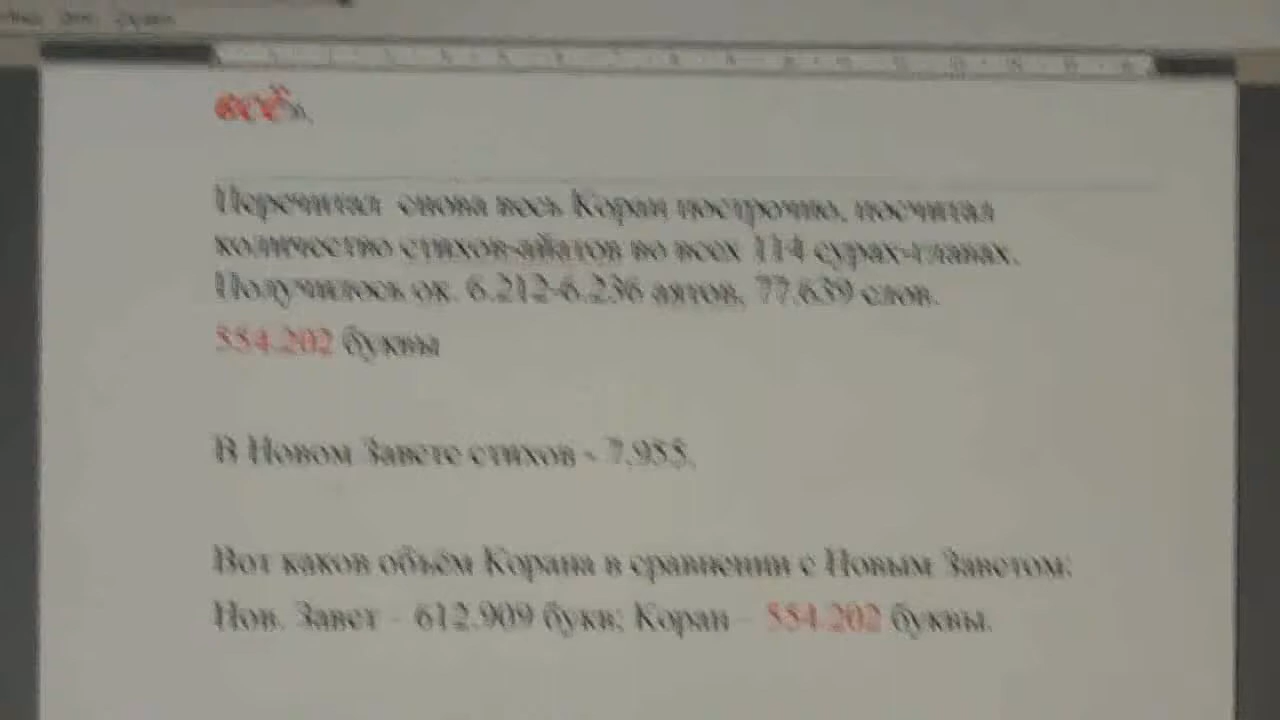 всё
Перечитал снова весь Коран построчно, посчитал
количество стихов-айатов во всех 114 сурах-главах.
Получилось ок. 6.212-6.236 аятов, 77.639 слов.
554.202 буквы
В Новом Завете стихов - 7.955.
Вот каков объём Корана в сравнении с Новым Заветом:
Нов. Завет - 612.909 букв; Коран - 554.202 буквы.